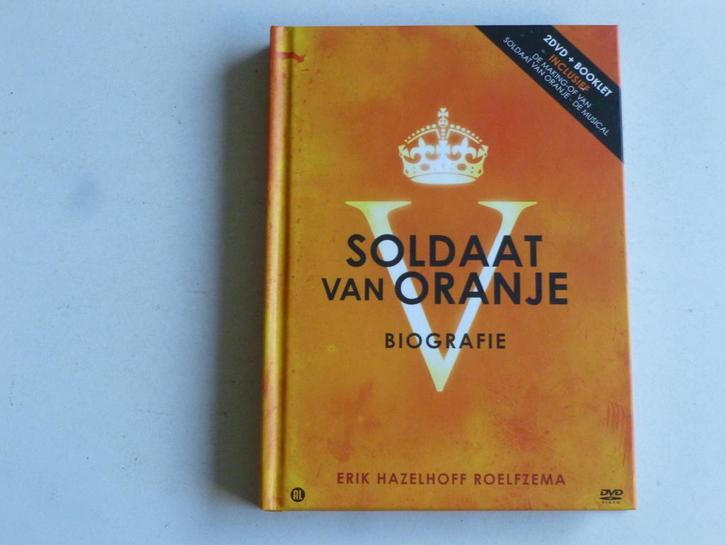 2DVD + BOOKLET
INCLUSIEF
DE MAKING-OF VAN
SOLDAAT VAN ORANJE - DE MUSICAL
V
SOLDAAT
VAN ORANJE
BIOGRAFIE
ERIK HAZELHOFF ROELFZEMA
AL
DVD
VIDEO